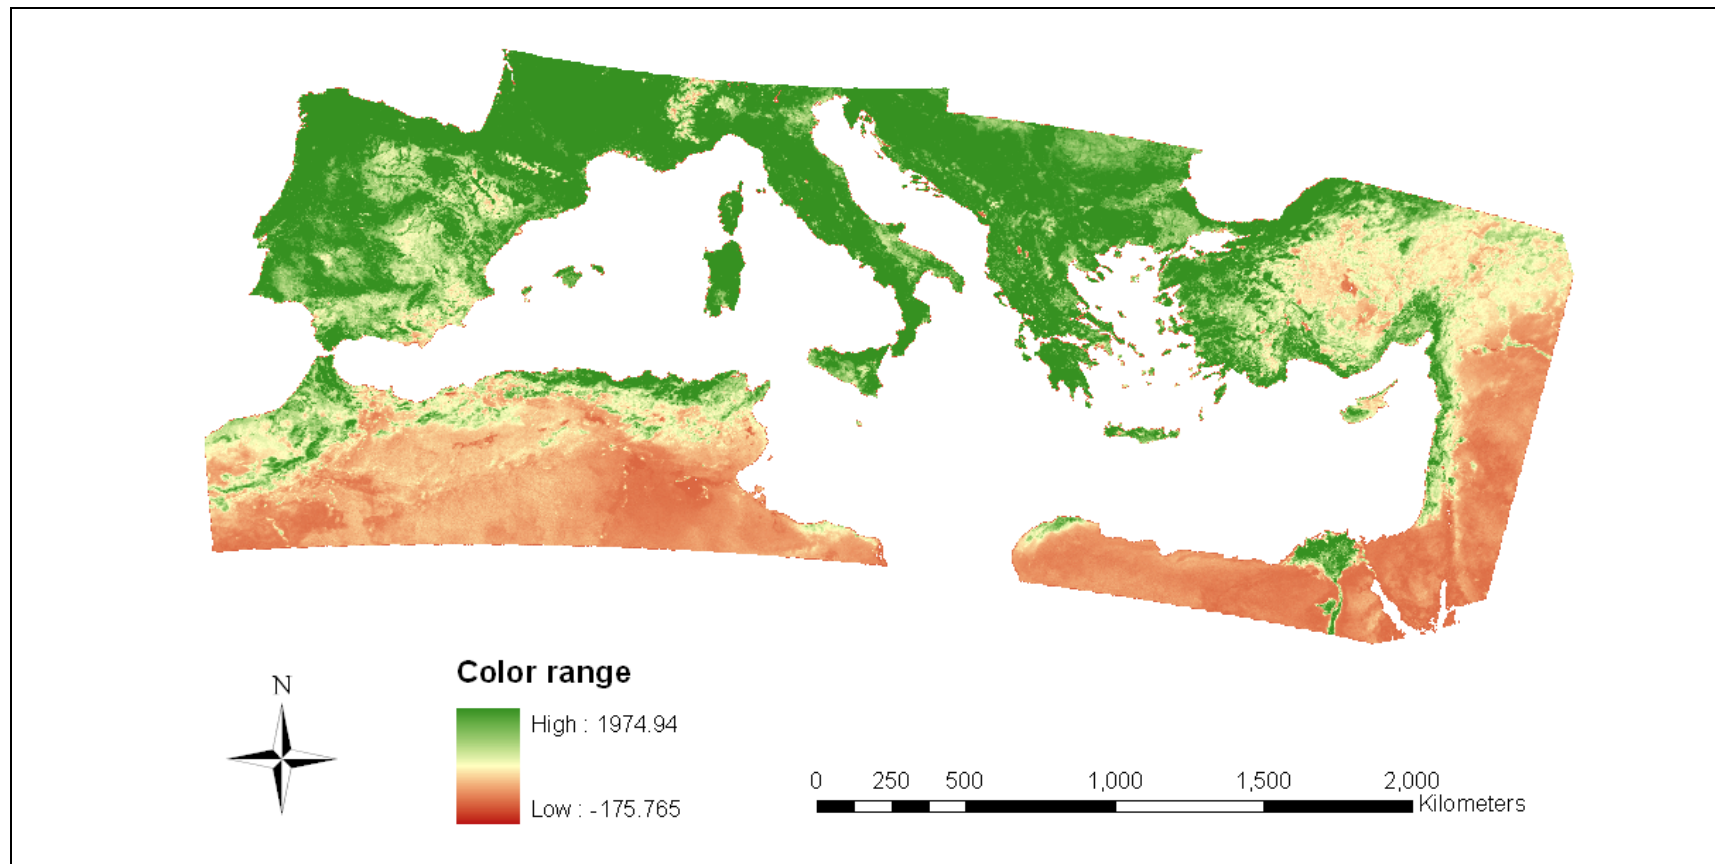 N
Color range
High : 1974.94
Low : -175.765
0 250 500 1,000 1,500 2,000
Kilometers